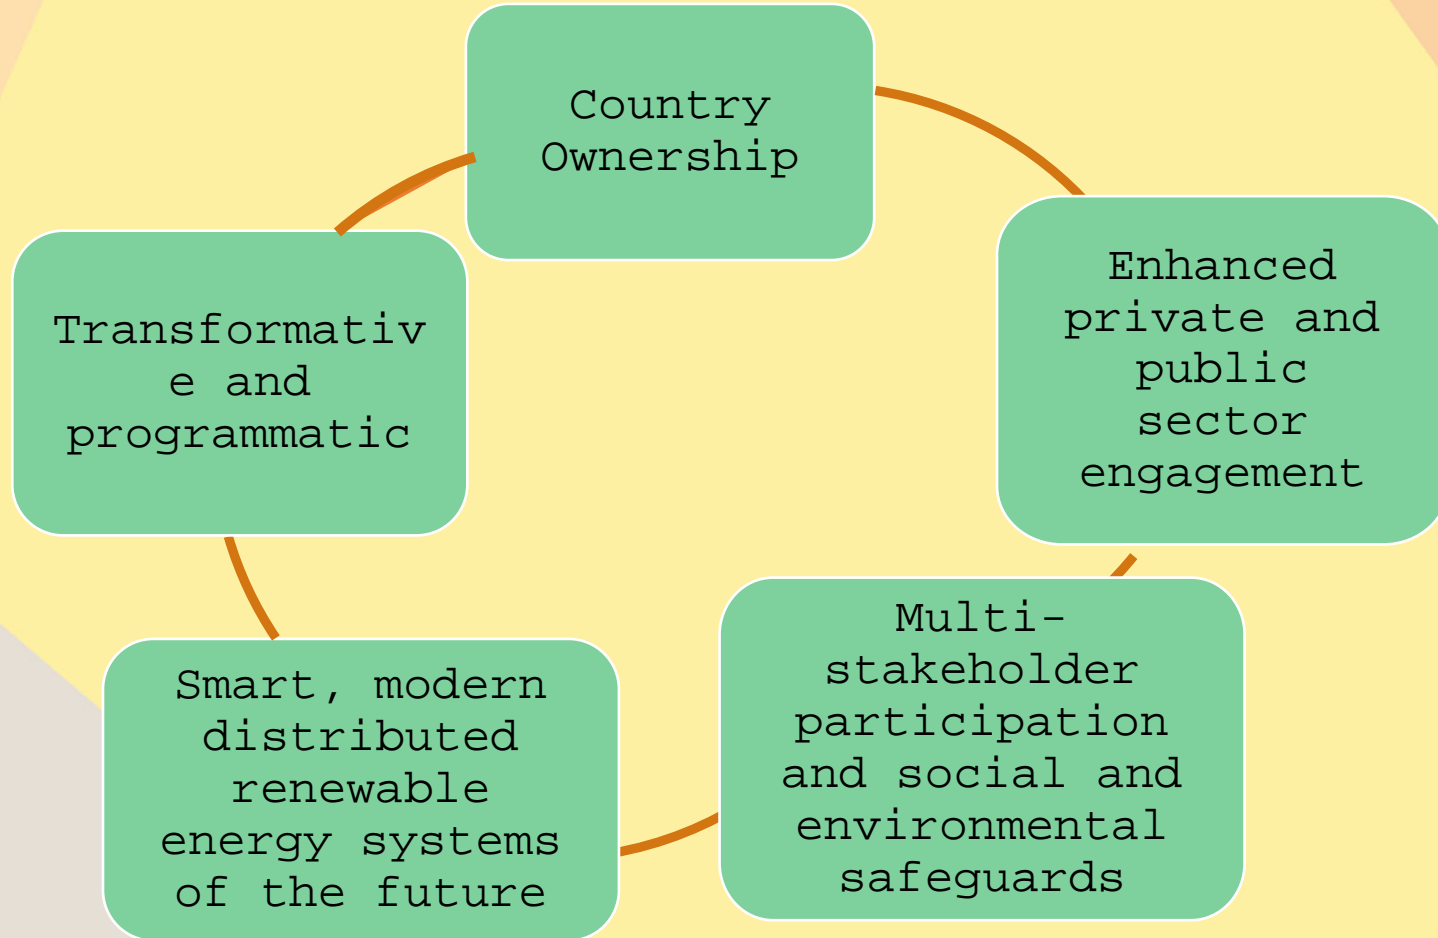 Country
Ownership
Enhanced
private and
public
sector
engagement
Multi-
stakeholder
participation
and social and
environmental
safeguards
Smart, modern
distributed
renewable
energy systems
of the future
Transformativ
e and
programmatic